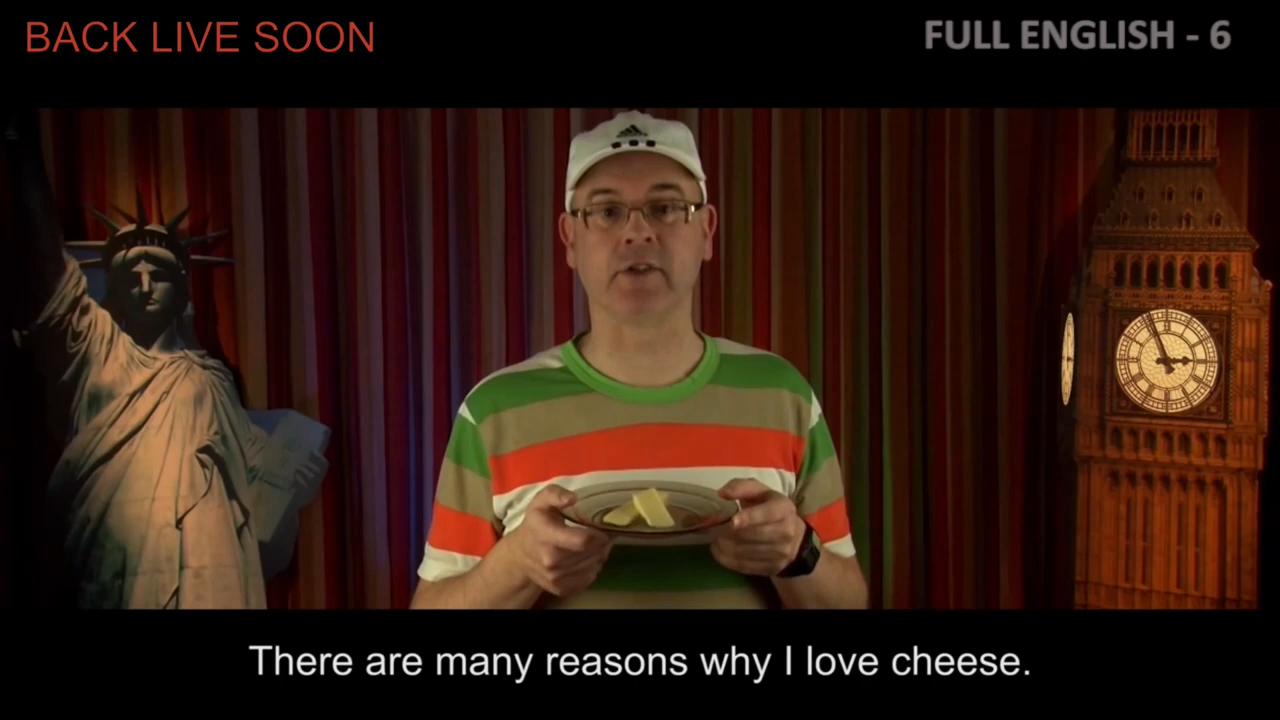 BACK LIVE SOON
FULL ENGLISH - 6
There are many reasons why I love cheese.